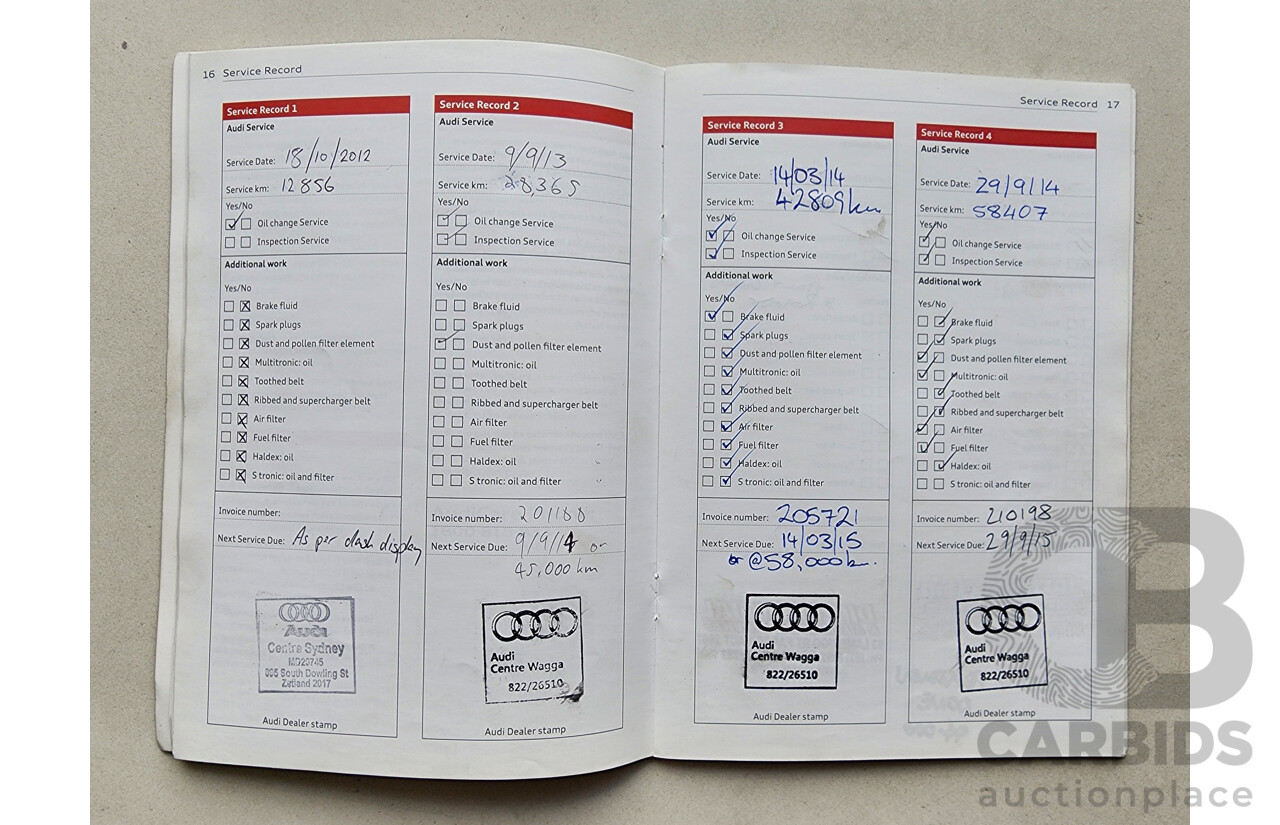 16 Service Record
Service Record 1
Audi Service
Service Date: 18/10/2012
Service km: 12856
Yes/No
Oil change Service
Inspection Service
Additional work
Yes/No
Brake fluid
Spark plugs
Dust and pollen filter element
Multitronic: oil
Toothed belt
Ribbed and supercharger belt
Air filter
Fuel filter
Haldex: oil
S tronic: oil and filter
Invoice number:
Next Service Due: As per dash display
Audi
Centre Sydney
MD20745
South Dowling St
Zetland 2017
Audi Dealer stamp
Service Record 2
Audi Service
Service Date: 9/9/13
Service km: 28,365
Yes/No
Oil change Service
Inspection Service
Additional work
Yes/No
Brake fluid
Spark plugs
Dust and pollen filter element
Multitronic: oil
Toothed belt
Ribbed and supercharger belt
Air filter
Fuel filter
Haldex: oil
S tronic: oil and filter
Invoice number: 201188
Next Service Due: 9/9/14 or
45,000 km
Audi
Centre Wagga
822/26510
Audi Dealer stamp
Service Record 17
Service Record 3
Audi Service
Service Date: 14/03/14
Service km: 42809km
Yes/No
Oil change Service
Inspection Service
Additional work
Yes/No
Brake fluid
Spark plugs
Dust and pollen filter element
Multitronic: oil
Toothed belt
Ribbed and supercharger belt
Air filter
Fuel filter
Haldex: oil
S tronic: oil and filter
Invoice number: 205721
Next Service Due: 14/03/15
or @58,000km.
Audi
Centre Wagga
822/26510
Audi Dealer stamp
Service Record 4
Audi Service
Service Date: 29/9/14
Service km: 58407
Yes/No
Oil change Service
Inspection Service
Additional work
Yes/No
Brake fluid
Spark plugs
Dust and pollen filter element
Multitronic: oil
Toothed belt
Ribbed and supercharger belt
Air filter
Fuel filter
Haldex: oil
S tronic: oil and filter
Invoice number: 210198
Next Service Due: 29/9/15
Audi
Centre Wagga
822/26510
Audi Dealer stamp
CARBIDS
auctionplace